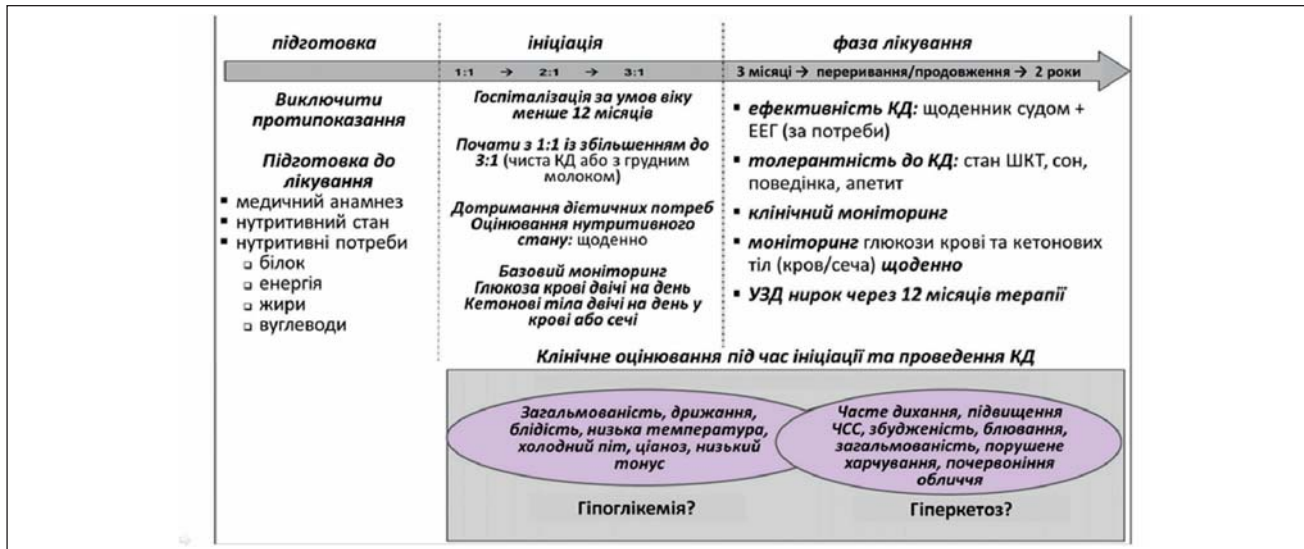 підготовка
ініціація
фаза лікування
1:1 → 2:1 → 3:1
3 місяці → переривання/продовження → 2 роки
Виключити
протипоказання
Підготовка до
лікування
▪ медичний анамнез
▪ нутритивний стан
▪ нутритивні потреби
❑ білок
❑ енергія
❑ жири
❑ вуглеводи
Госпіталізація за умов віку
менше 12 місяців
Почати з 1:1 із збільшенням до
3:1 (чиста КД або з грудним
молоком)
Дотримання дієтичних потреб
Оцінювання нутритивного
стану: щоденно
Базовий моніторинг
Глюкоза крові двічі на день
Кетонові тіла двічі на день у
крові або сечі
▪ ефективність КД: щоденник судом +
ЕЕГ (за потреби)
▪ толерантність до КД: стан ШКТ, сон,
поведінка, апетит
▪ клінічний моніторинг
▪ моніторинг глюкози крові та кетонових
тіл (кров/сеча) щоденно
▪ УЗД нирок через 12 місяців терапії
Клінічне оцінювання під час ініціації та проведення КД
Загальмованість, дрижання,
блідість, низька температура,
холодний піт, ціаноз, низький
тонус
Гіпоглікемія?
Часте дихання, підвищення
ЧСС, збудженість, блювання,
загальмованість, порушене
харчування, почервоніння
обличчя
Гіперкетоз?